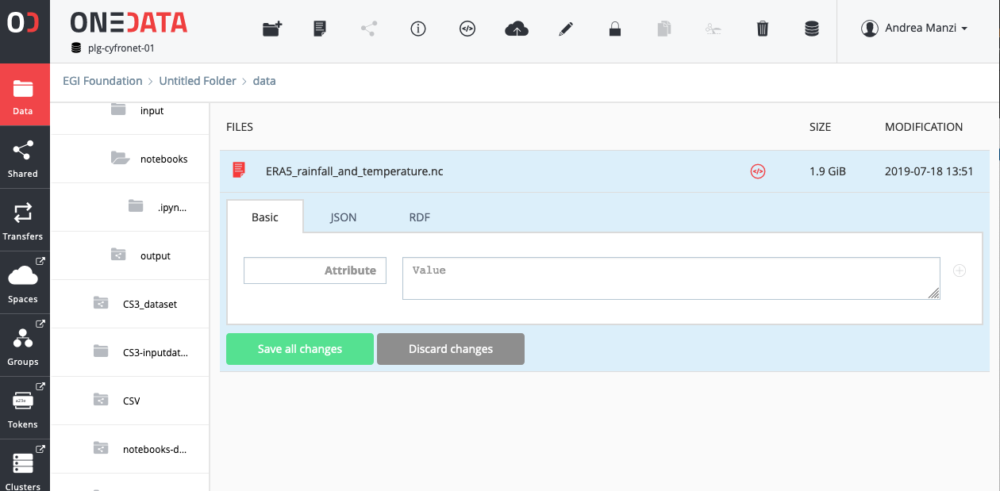 ONEDATA
plg-cyfronet-01
Andrea Manzi
EGI Foundation > Untitled Folder > data
Data
Shared
Transfers
Spaces
Groups
a23e
Tokens
Clusters
input
notebooks
.ipyn...
output
CS3_dataset
CS3-inputdat...
CSV
notebooks-d...
FILES SIZE MODIFICATION
ERA5_rainfall_and_temperature.nc 1.9 GiB 2019-07-18 13:51
Basic JSON RDF
Attribute Value
Save all changes Discard changes